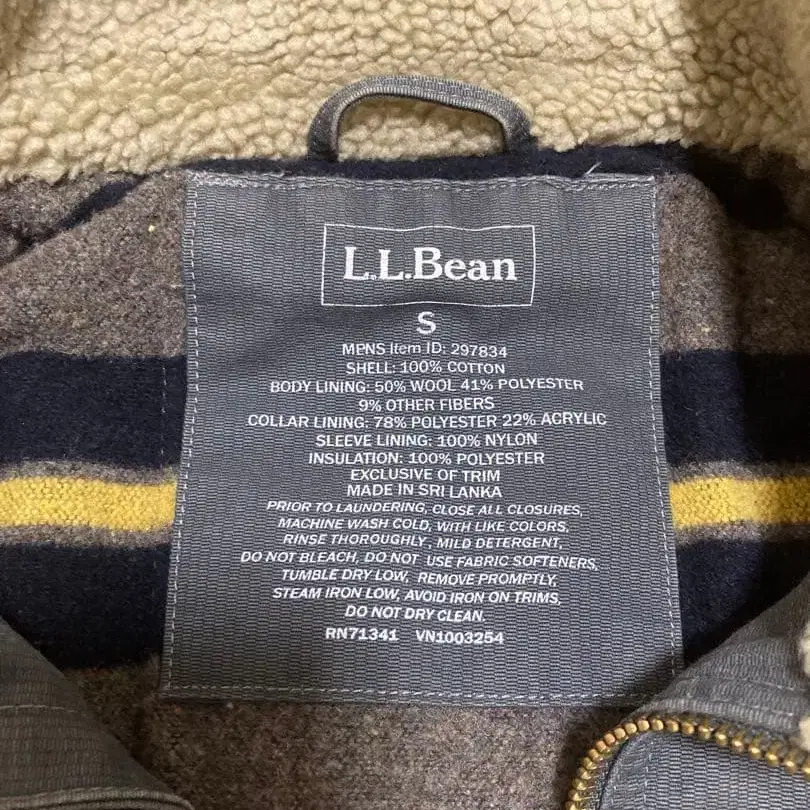 L.L.Bean
S
MENS Item ID: 297834
SHELL: 100% COTTON
BODY LINING: 50% WOOL 41% POLYESTER
9% OTHER FIBERS
COLLAR LINING: 78% POLYESTER 22% ACRYLIC
SLEEVE LINING: 100% NYLON
INSULATION: 100% POLYESTER
EXCLUSIVE OF TRIM
MADE IN SRI LANKA
PRIOR TO LAUNDERING, CLOSE ALL CLOSURES,
MACHINE WASH COLD, WITH LIKE COLORS,
RINSE THOROUGHLY, MILD DETERGENT,
DO NOT BLEACH, DO NOT USE FABRIC SOFTENERS,
TUMBLE DRY LOW, REMOVE PROMPTLY,
STEAM IRON LOW, AVOID IRON ON TRIMS,
DO NOT DRY CLEAN.
RN71341 VN1003254